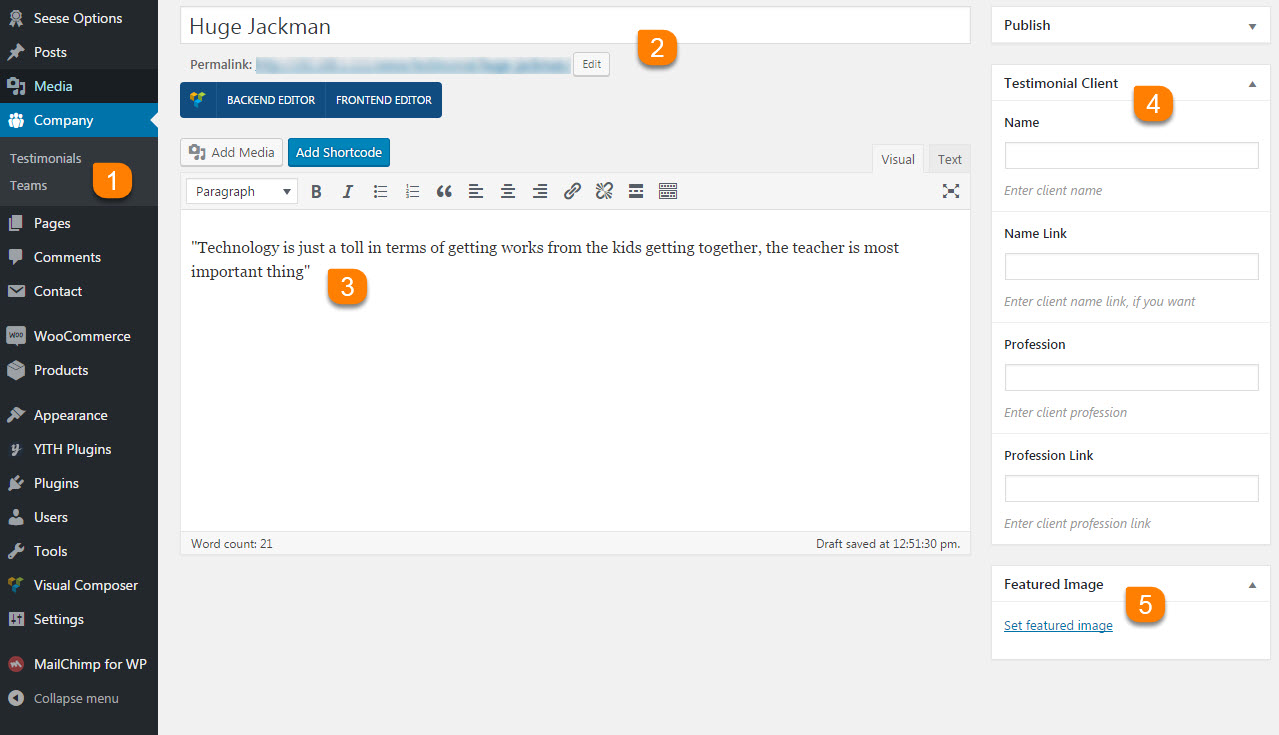 Seese Options
Posts
Media
Company
Testimonials
1
Teams
Pages
Comments
Contact
WOO
WooCommerce
Products
Appearance
YITH Plugins
Plugins
Users
Tools
Visual Composer
Settings
MailChimp for WP
Collapse menu
Huge Jackman
2
Permalink:
Edit
BACKEND EDITOR FRONTEND EDITOR
Add Media Add Shortcode
Visual Text
Paragraph B I
"Technology is just a toll in terms of getting works from the kids getting together, the teacher is most
important thing"
3
Word count: 21 Draft saved at 12:51:30 pm.
Publish
Testimonial Client
4
Name
Enter client name
Name Link
Enter client name link, if you want
Profession
Enter client profession
Profession Link
Enter client profession link
Featured Image
5
Set featured image